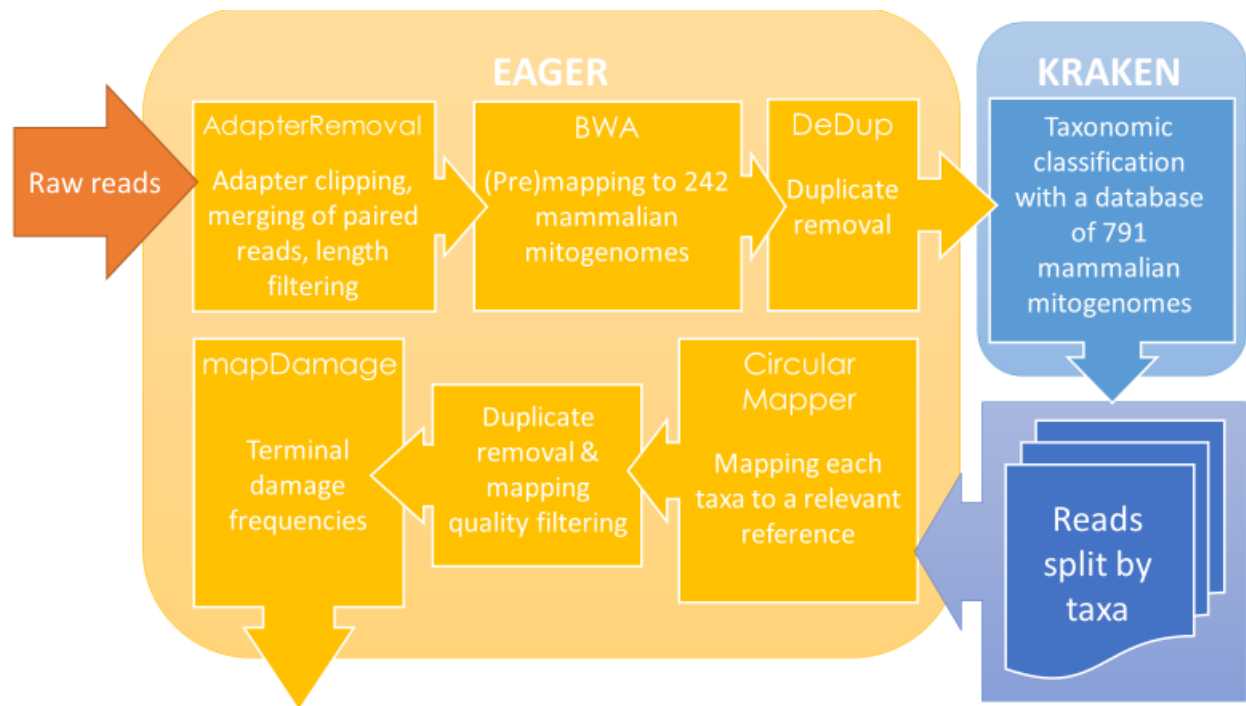 EAGER
KRAKEN
Raw reads
AdapterRemoval
Adapter clipping,
merging of paired
reads, length
filtering
BWA
(Pre)mapping to 242
mammalian
mitogenomes
DeDup
Duplicate
removal
Taxonomic
classification
with a database
of 791
mammalian
mitogenomes
Reads
split by
taxa
Circular
Mapper
Mapping each
taxa to a relevant
reference
Duplicate
removal &
mapping
quality filtering
mapDamage
Terminal
damage
frequencies